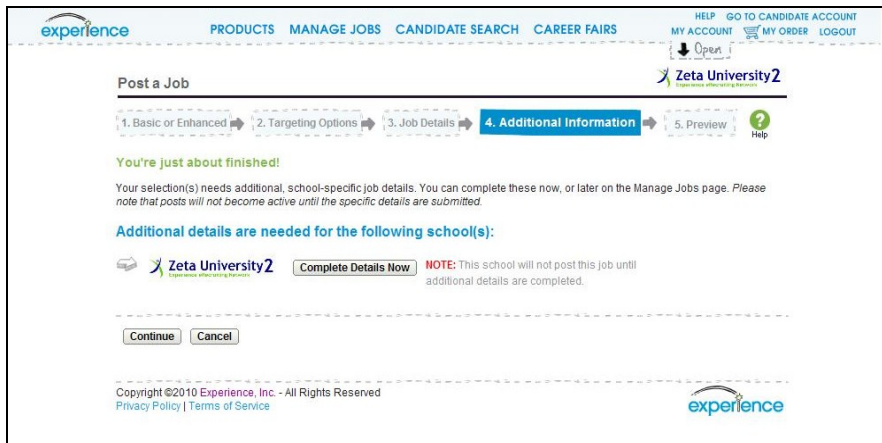 HELP GO TO CANDIDATE ACCOUNT
experience PRODUCTS MANAGE JOBS CANDIDATE SEARCH CAREER FAIRS MY ACCOUNT MY ORDER LOGOUT
Open
Post a Job
Zeta University2
1. Basic or Enhanced 2. Targeting Options 3. Job Details 4. Additional Information 5. Preview
Help
You're just about finished!
Your selection(s) needs additional, school-specific job details. You can complete these now, or later on the Manage Jobs page. Please
note that posts will not become active until the specific details are submitted.
Additional details are needed for the following school(s):
Zeta University2 Complete Details Now NOTE: This school will not post this job until
additional details are completed.
Continue Cancel
Copyright ©2010 Experience, Inc. - All Rights Reserved
Privacy Policy | Terms of Service
experience